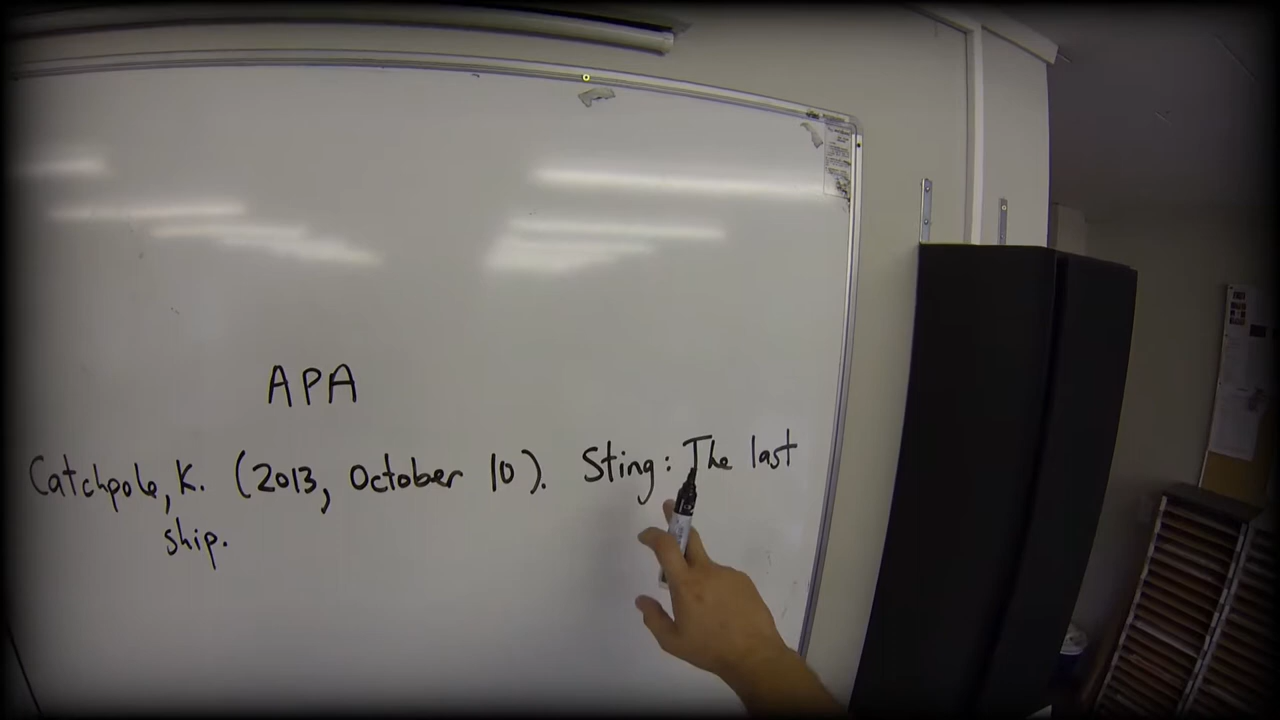 APA
Catchpole, K. (2013, October 10). Sting: The last
ship.